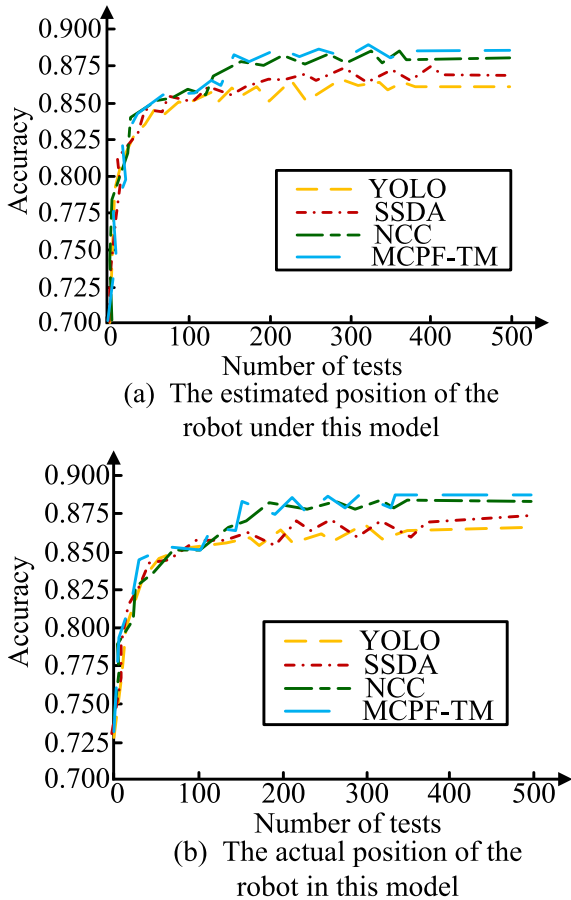 0.900
0.875
0.850
0.825
0.800
0.775
0.750
0.725
0.700
Accuracy
YOLO
SSDA
NCC
MCPF-TM
0 100 200 300 400 500
Number of tests
(a) The estimated position of the
robot under this model
0.900
0.875
0.850
0.825
0.800
0.775
0.750
0.725
0.700
Accuracy
YOLO
SSDA
NCC
MCPF-TM
0 100 200 300 400 500
Number of tests
(b) The actual position of the
robot in this model